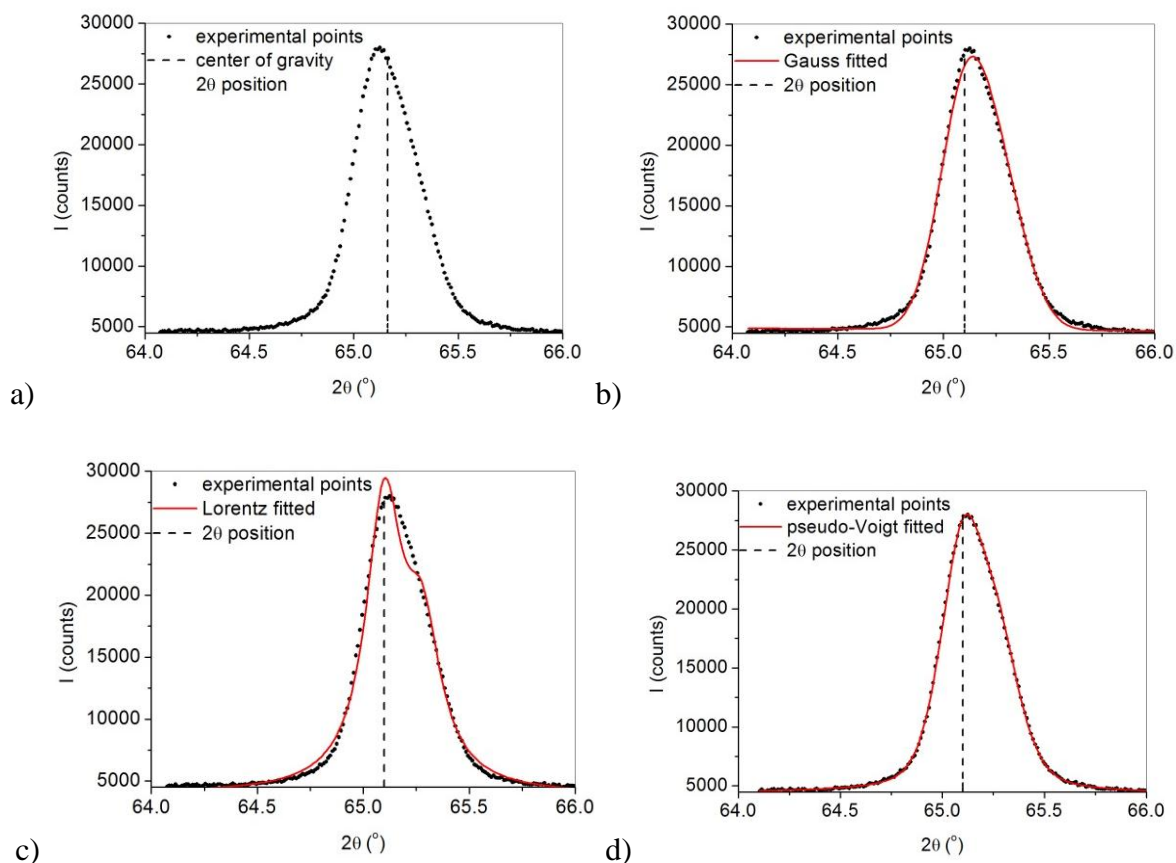 30000
25000
20000
15000
10000
5000
I (counts)
experimental points
center of gravity
2θ position
64.0 64.5 65.0 65.5 66.0
2θ (°)
a)
30000
25000
20000
15000
10000
5000
I (counts)
experimental points
Gauss fitted
2θ position
64.0 64.5 65.0 65.5 66.0
2θ (°)
b)
30000
25000
20000
15000
10000
5000
I (counts)
experimental points
Lorentz fitted
2θ position
64.0 64.5 65.0 65.5 66.0
2θ (°)
c)
30000
25000
20000
15000
10000
5000
I (counts)
experimental points
pseudo-Voigt fitted
2θ position
64.0 64.5 65.0 65.5 66.0
2θ (°)
d)